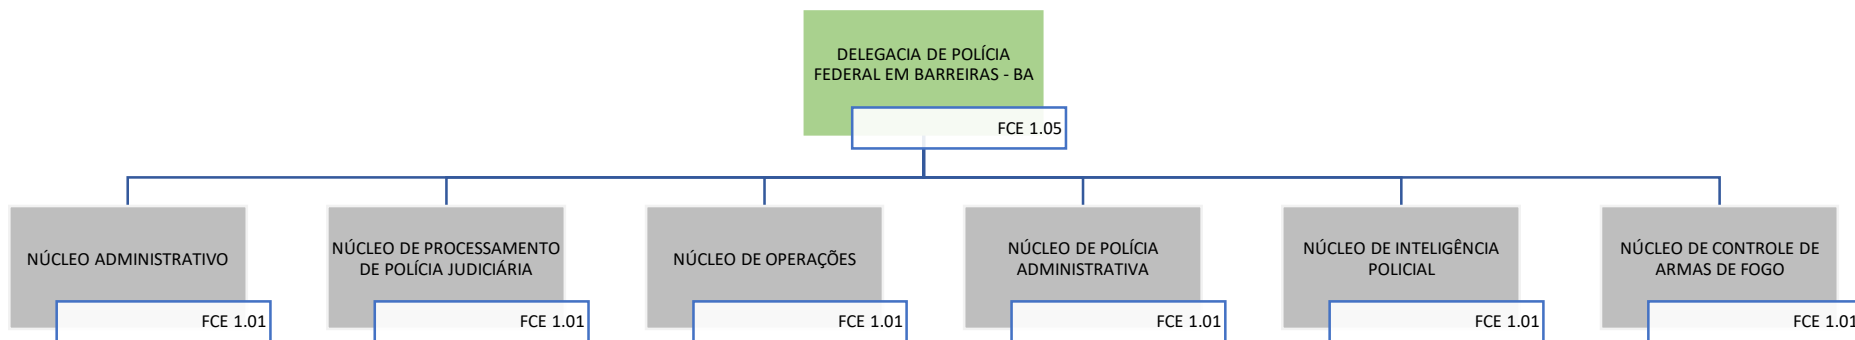 DELEGACIA DE POLÍCIA
FEDERAL EM BARREIRAS - BA
FCE 1.05
NÚCLEO ADMINISTRATIVO
FCE 1.01
NÚCLEO DE PROCESSAMENTO
DE POLÍCIA JUDICIÁRIA
FCE 1.01
NÚCLEO DE OPERAÇÕES
FCE 1.01
NÚCLEO DE POLÍCIA
ADMINISTRATIVA
FCE 1.01
NÚCLEO DE INTELIGÊNCIA
POLICIAL
FCE 1.01
NÚCLEO DE CONTROLE DE
ARMAS DE FOGO
FCE 1.01